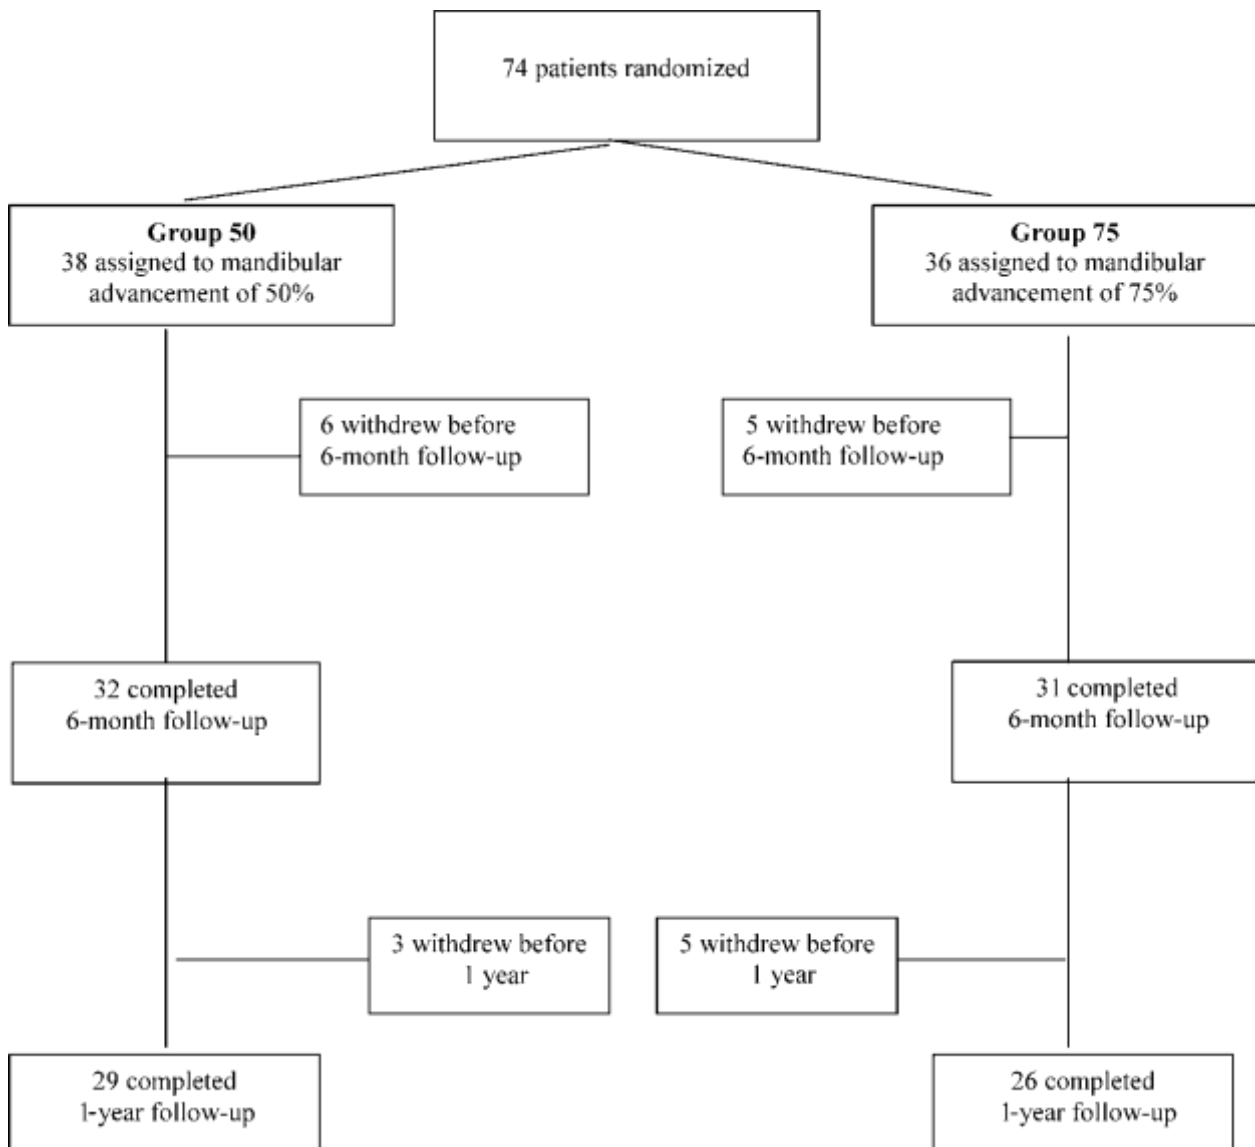 74 patients randomized
Group 50
38 assigned to mandibular
advancement of 50%
Group 75
36 assigned to mandibular
advancement of 75%
6 withdrew before
6-month follow-up
5 withdrew before
6-month follow-up
32 completed
6-month follow-up
31 completed
6-month follow-up
3 withdrew before
1 year
5 withdrew before
1 year
29 completed
1-year follow-up
26 completed
1-year follow-up